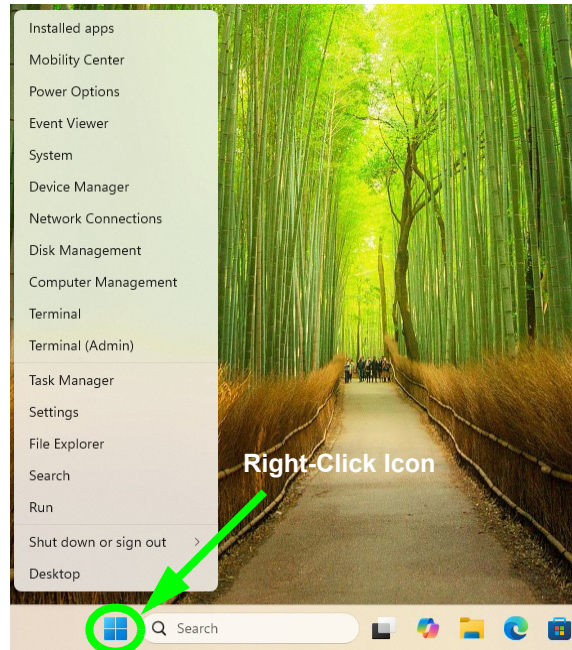 Installed apps
Mobility Center
Power Options
Event Viewer
System
Device Manager
Network Connections
Disk Management
Computer Management
Terminal
Terminal (Admin)
Task Manager
Settings
File Explorer
Search
Run
Shut down or sign out
Desktop
Right-Click Icon
Search